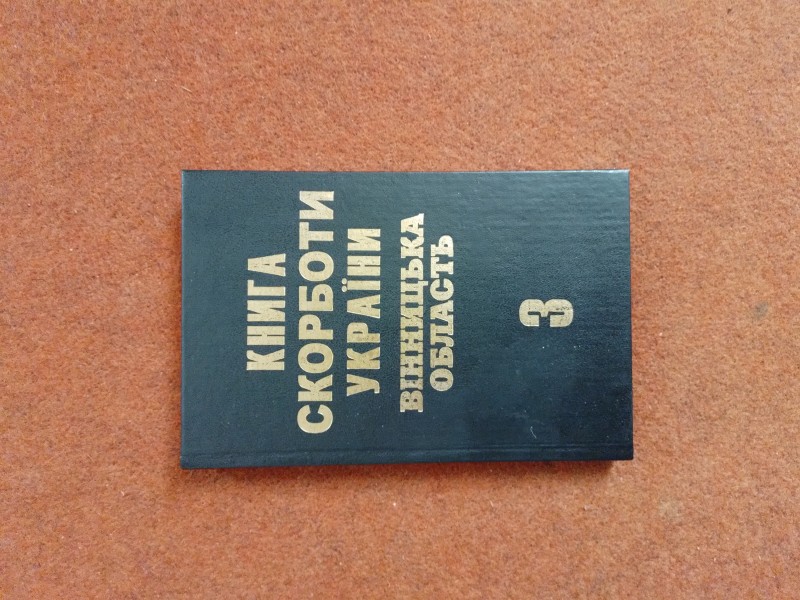 КНИГА
СКОРБОТИ
УКРАЇНИ
ВІННИЦЬКА
ОБЛАСТЬ
3